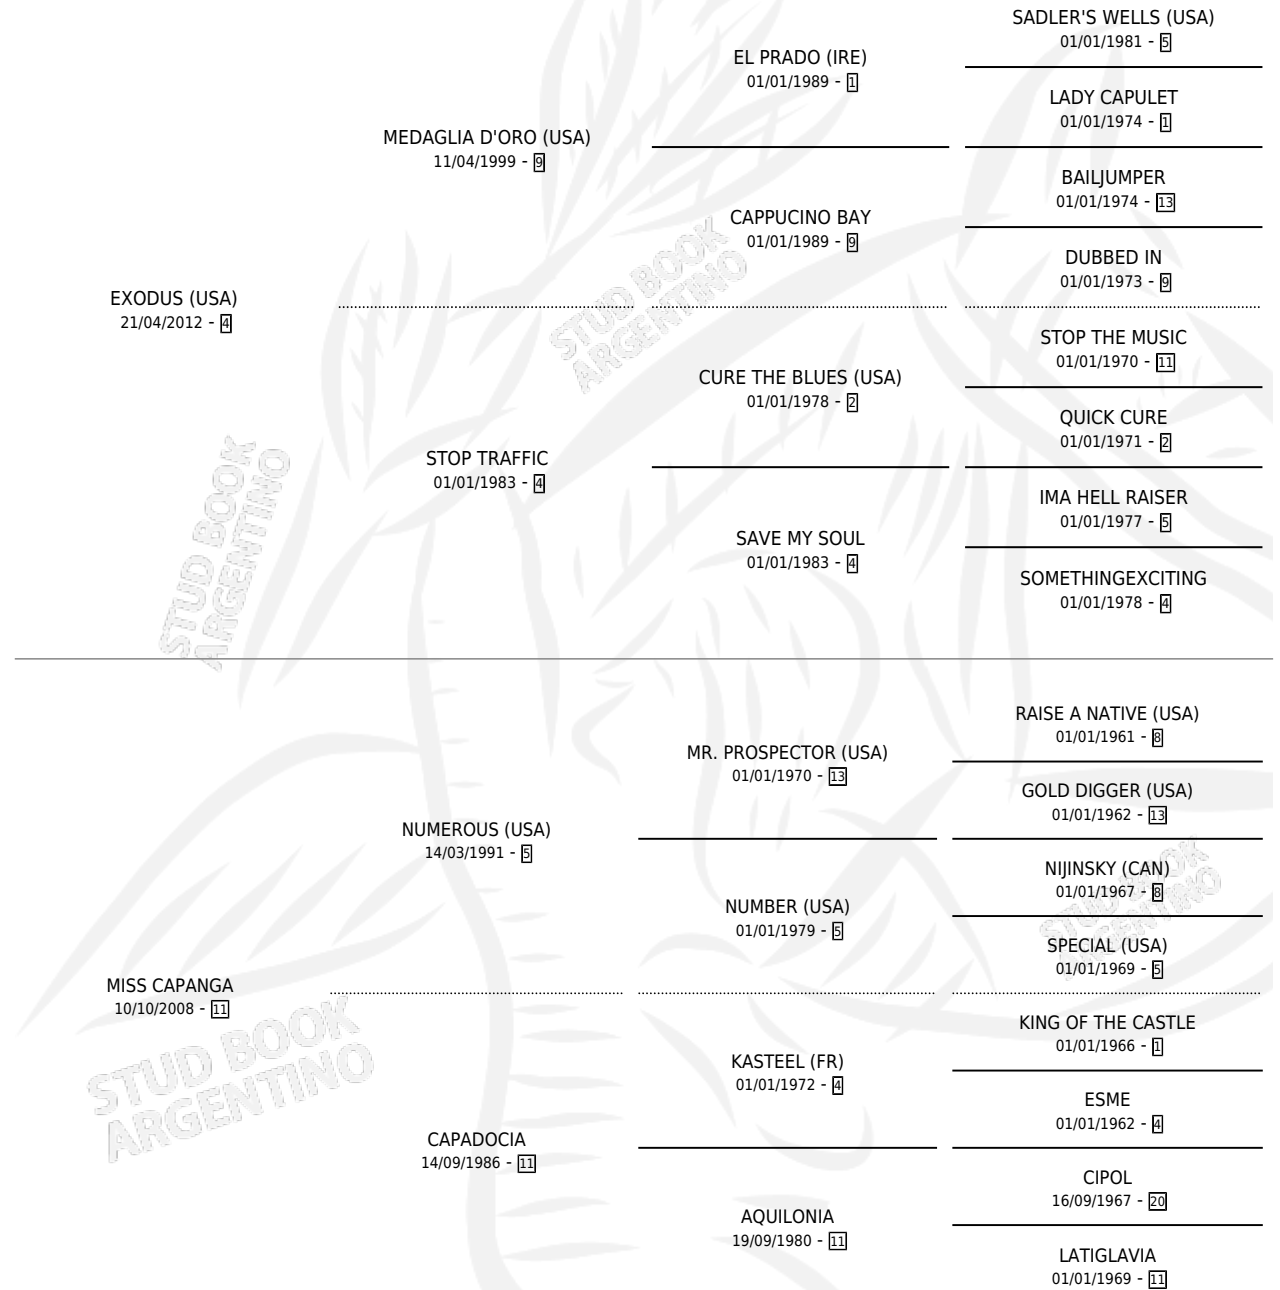 SADLER'S WELLS (USA)
01/01/1981 - 5
EL PRADO (IRE)
01/01/1989 - 1
LADY CAPULET
01/01/1974 - 1
MEDAGLIA D'ORO (USA)
11/04/1999 - 9
BAILJUMPER
01/01/1974 - 13
CAPPUCINO BAY
01/01/1989 - 9
DUBBED IN
01/01/1973 - 9
EXODUS (USA)
21/04/2012 - 4
STOP THE MUSIC
01/01/1970 - 11
CURE THE BLUES (USA)
01/01/1978 - 2
QUICK CURE
01/01/1971 - 2
STOP TRAFFIC
01/01/1983 - 4
IMA HELL RAISER
01/01/1977 - 5
SAVE MY SOUL
01/01/1983 - 4
SOMETHINGEXCITING
01/01/1978 - 4
RAISE A NATIVE (USA)
01/01/1961 - 8
MR. PROSPECTOR (USA)
01/01/1970 - 13
GOLD DIGGER (USA)
01/01/1962 - 13
NUMEROUS (USA)
14/03/1991 - 5
NIJINSKY (CAN)
01/01/1967 - 8
NUMBER (USA)
01/01/1979 - 5
SPECIAL (USA)
01/01/1969 - 5
MISS CAPANGA
10/10/2008 - 11
KING OF THE CASTLE
01/01/1966 - 1
KASTEEL (FR)
01/01/1972 - 4
ESME
01/01/1962 - 4
CAPADOCIA
14/09/1986 - 11
CIPOL
16/09/1967 - 20
AQUILONIA
19/09/1980 - 11
LATIGLAVIA
01/01/1969 - 11
STUD BOOK
ARGENTINO
STUD BOOK
ARGENTINO
STUD BOOK
ARGENTINO
STUD BOOK
ARGENTINO